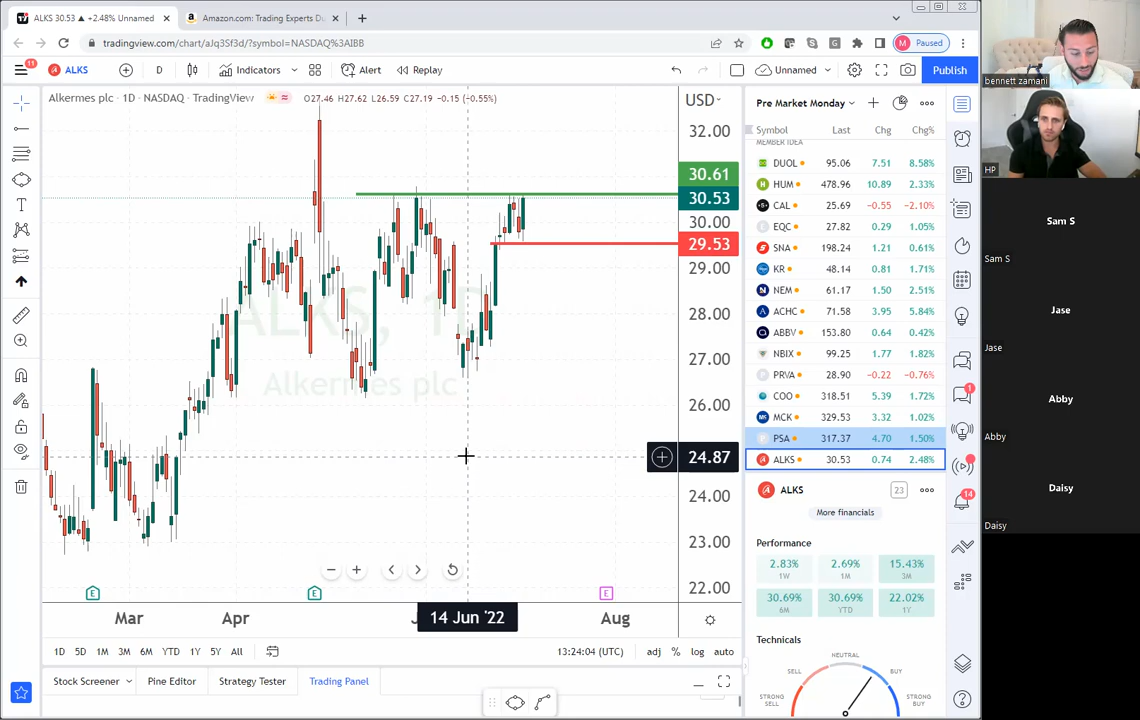 ALKS 30.53 ▲ +2.48% Unnamed
Amazon.com: Trading Experts Du
tradingview.com/chart/aJq3Sf3d/?symbol=NASDAQ%3AIBB
M Paused
11
ALKS
D
Indicators
Alert
Replay
Unnamed
Publish
Alkermes plc · 1D · NASDAQ · TradingView
O27.46 H27.62 L26.59 C27.19 -0.15 (-0.55%)
USD
32.00
30.61
30.53
30.00
29.53
29.00
28.00
27.00
26.00
24.87
24.00
23.00
22.00
ALKS, 1D
Alkermes plc
E
E
E
Mar
Apr
14 Jun '22
Aug
1D 5D 1M 3M 6M YTD 1Y 5Y All
13:24:04 (UTC)
adj % log auto
Stock Screener
Pine Editor
Strategy Tester
Trading Panel
Pre Market Monday
Symbol Last Chg Chg%
MEMBER IDEA
DUOL 95.06 7.51 8.58%
HUM 478.96 10.89 2.33%
CAL 25.69 -0.55 -2.10%
EQC 27.82 0.29 1.05%
SNA 198.24 1.21 0.61%
KR 48.14 0.81 1.71%
NEM 61.17 1.50 2.51%
ACHC 71.58 3.95 5.84%
ABBV 153.80 0.64 0.42%
NBIX 99.25 1.77 1.82%
PRVA 28.90 -0.22 -0.76%
COO 318.51 5.39 1.72%
MCK 329.53 3.32 1.02%
PSA 317.37 4.70 1.50%
ALKS 30.53 0.74 2.48%
ALKS
23
More financials
Performance
2.83% 2.69% 15.43%
1W 1M 3M
30.69% 30.69% 22.02%
6M YTD 1Y
Technicals
NEUTRAL
SELL
BUY
STRONG SELL
STRONG BUY
1
14
bennett zamani
HP
Sam S
Sam S
Jase
Jase
Abby
Abby
Daisy
Daisy